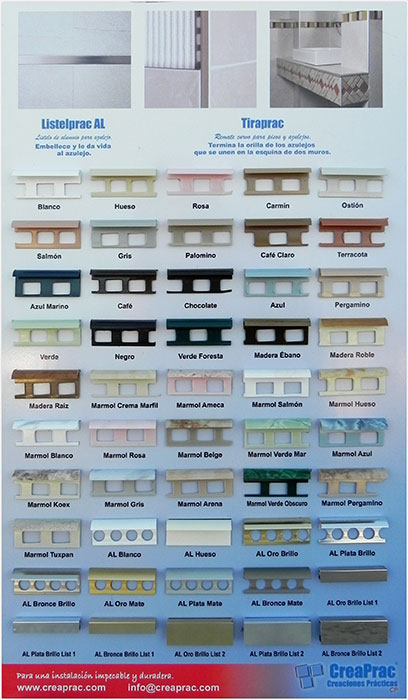 Listelprac AL
Listelo de aluminio para azulejo.
Embellece y le da vida
al azulejo.
Tiraprac
Remate curvo para pisos y azulejos.
Termina la orilla de los azulejos
que se unen en la esquina de dos muros.
Blanco Hueso Rosa Carmín Ostión
Salmón Gris Palomino Café Claro Terracota
Azul Marino Café Chocolate Azul Pergamino
Verde Negro Verde Foresta Madera Ébano Madera Roble
Madera Raiz Marmol Crema Marfil Marmol Ameca Marmol Salmón Marmol Hueso
Marmol Blanco Marmol Rosa Marmol Beige Marmol Verde Mar Marmol Azul
Marmol Koex Marmol Gris Marmol Arena Marmol Verde Obscuro Marmol Pergamino
Marmol Tuxpan AL Blanco AL Hueso AL Oro Brillo AL Plata Brillo
AL Bronce Brillo AL Oro Mate AL Plata Mate AL Bronce Mate AL Oro Brillo List 1
AL Plata Brillo List 1 AL Bronce Brillo List 1 AL Oro Brillo List 2 AL Plata Brillo List 2 AL Bronce Brillo List 2
Para una instalación impecable y duradera.
www.creaprac.com info@creaprac.com
CreaPrac
Creaciones Prácticas